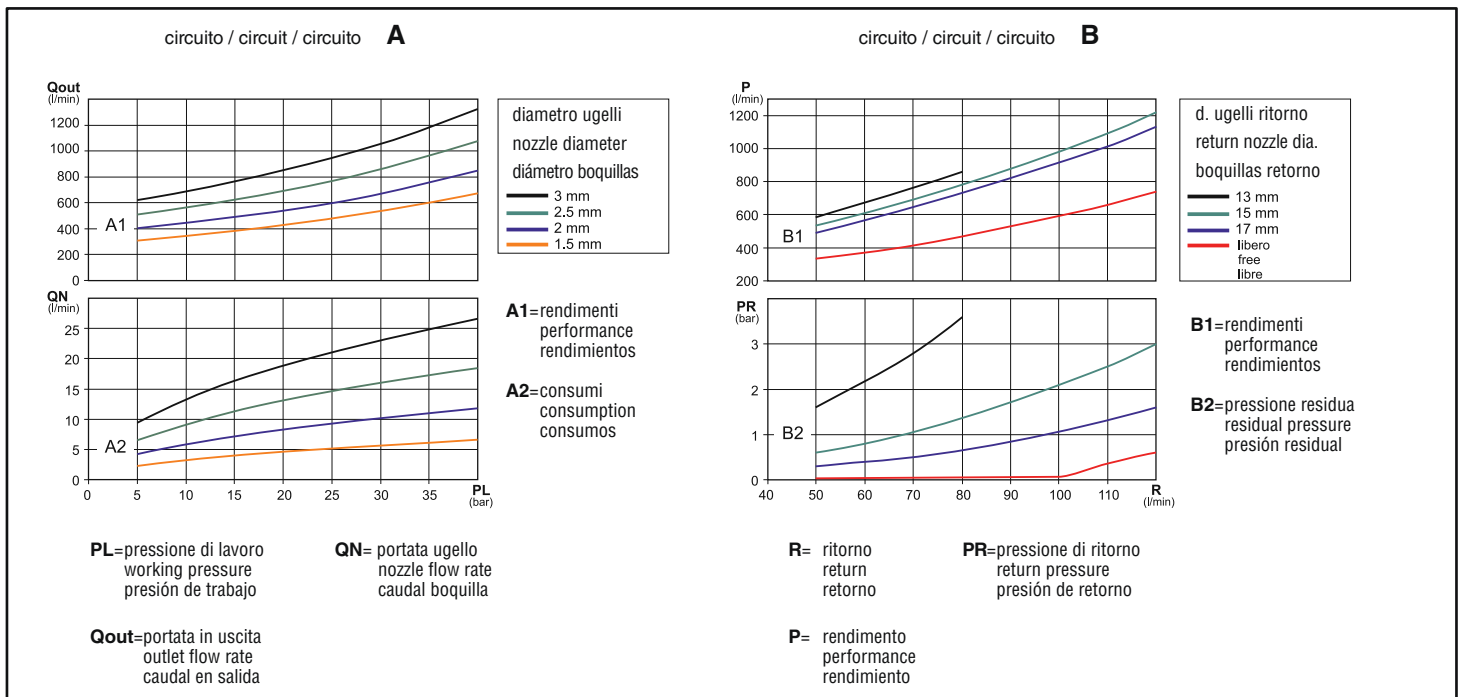 circuito / circuit / circuito A
Qout
(l/min)
1200
1000
800
600
400
200
0
A1
diametro ugelli
nozzle diameter
diámetro boquillas
3 mm
2.5 mm
2 mm
1.5 mm
QN
(l/min)
25
20
15
10
5
0
A2
0 5 10 15 20 25 30 35 PL
(bar)
A1=rendimenti
performance
rendimientos
A2=consumi
consumption
consumos
PL=pressione di lavoro
working pressure
presión de trabajo
QN= portata ugello
nozzle flow rate
caudal boquilla
Qout=portata in uscita
outlet flow rate
caudal en salida
circuito / circuit / circuito B
P
(l/min)
1200
1000
800
600
400
200
B1
d. ugelli ritorno
return nozzle dia.
boquillas retorno
13 mm
15 mm
17 mm
libero
free
libre
PR
(bar)
3
2
1
0
B2
40 50 60 70 80 90 100 110 R
(l/min)
B1=rendimenti
performance
rendimientos
B2=pressione residua
residual pressure
presión residual
R= ritorno
return
retorno
PR=pressione di ritorno
return pressure
presión de retorno
P= rendimento
performance
rendimiento